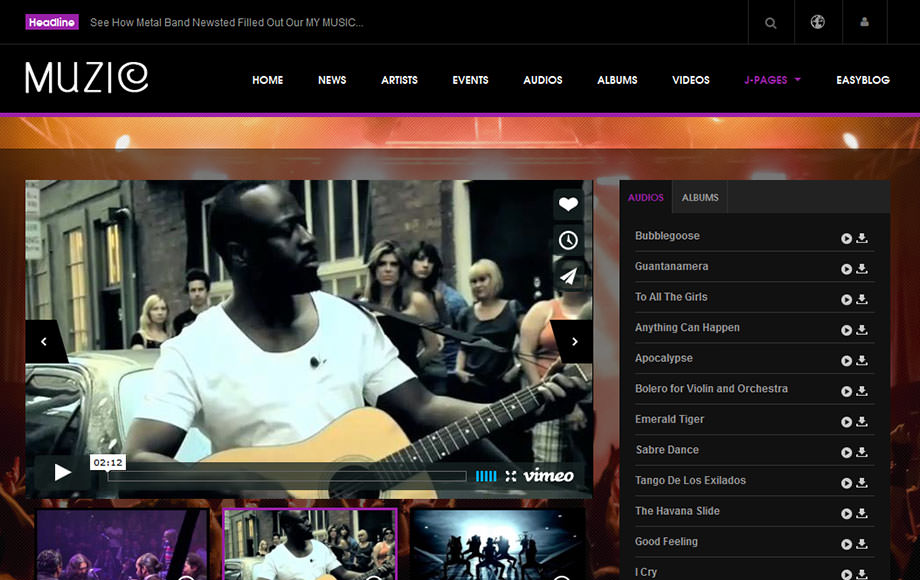 Headline See How Metal Band Newsted Filled Out Our MY MUSIC...
MUZIC
HOME NEWS ARTISTS EVENTS AUDIOS ALBUMS VIDEOS J-PAGES EASYBLOG
AUDIOS ALBUMS
Bubblegoose
Guantanamera
To All The Girls
Anything Can Happen
Apocalypse
Bolero for Violin and Orchestra
Emerald Tiger
Sabre Dance
Tango De Los Exilados
The Havana Slide
Good Feeling
I Cry
02:12
vimeo